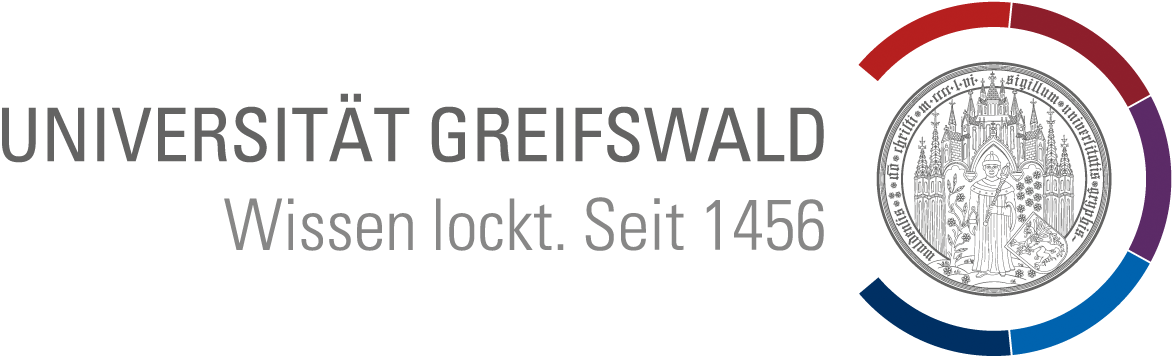 UNIVERSITÄT GREIFSWALD
Wissen lockt. Seit 1456